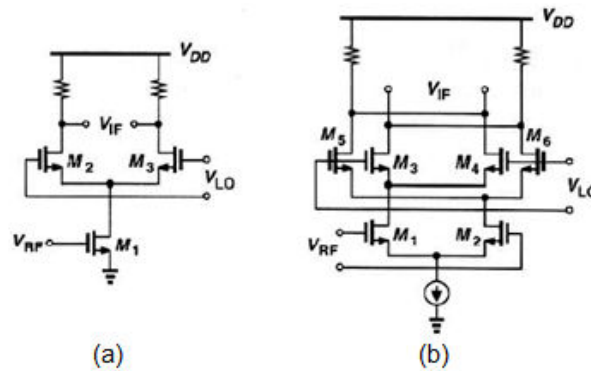 V_DD
V_IF
M_2
M_3
V_LO
V_RF
M_1
(a)
V_DD
V_IF
M_5
M_6
M_3
M_4
V_LO
V_RF
M_1
M_2
(b)